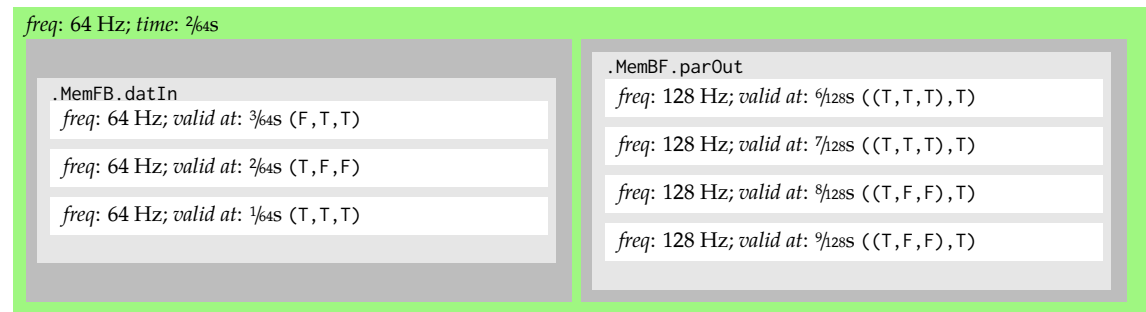 freq: 64 Hz; time: 2/64s
.MemFB.datIn
freq: 64 Hz; valid at: 3/64s (F,T,T)
freq: 64 Hz; valid at: 2/64s (T,F,F)
freq: 64 Hz; valid at: 1/64s (T,T,T)
.MemBF.parOut
freq: 128 Hz; valid at: 6/128s ((T,T,T),T)
freq: 128 Hz; valid at: 7/128s ((T,T,T),T)
freq: 128 Hz; valid at: 8/128s ((T,F,F),T)
freq: 128 Hz; valid at: 9/128s ((T,F,F),T)